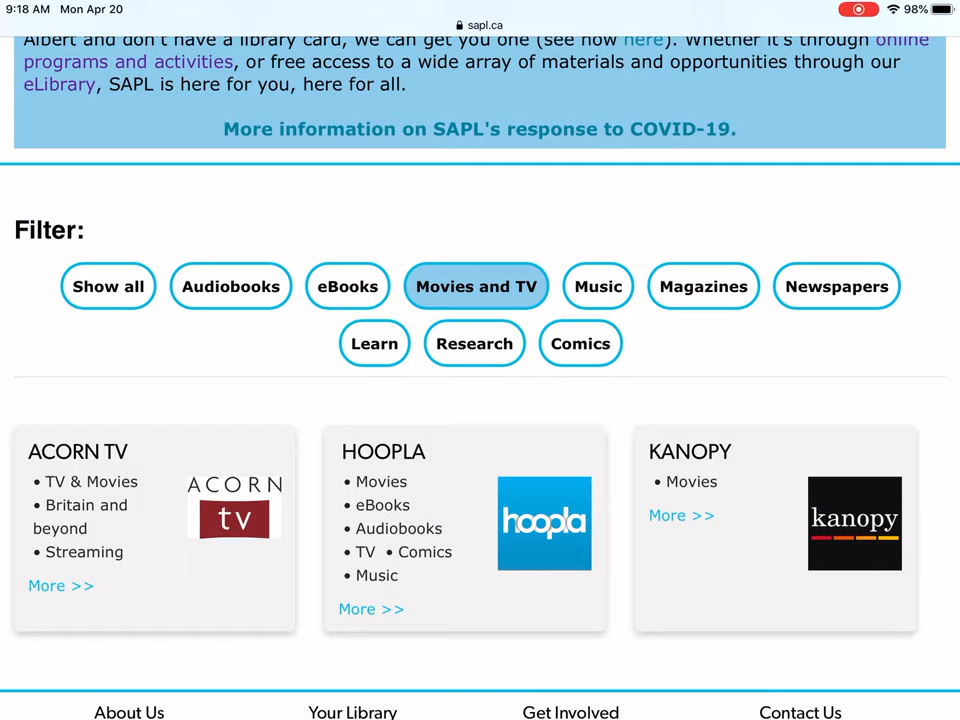 9:18 AM Mon Apr 20
98%
sapl.ca
Albert and don't have a library card, we can get you one (see how here). Whether it's through online
programs and activities, or free access to a wide array of materials and opportunities through our
eLibrary, SAPL is here for you, here for all.
More information on SAPL's response to COVID-19.
Filter:
Show all Audiobooks eBooks Movies and TV Music Magazines Newspapers
Learn Research Comics
ACORN TV
• TV & Movies
• Britain and
beyond
• Streaming
More >>
ACORN
tv
HOOPLA
• Movies
• eBooks
• Audiobooks
• TV • Comics
• Music
More >>
hoopla
KANOPY
• Movies
More >>
kanopy
About Us Your Library Get Involved Contact Us